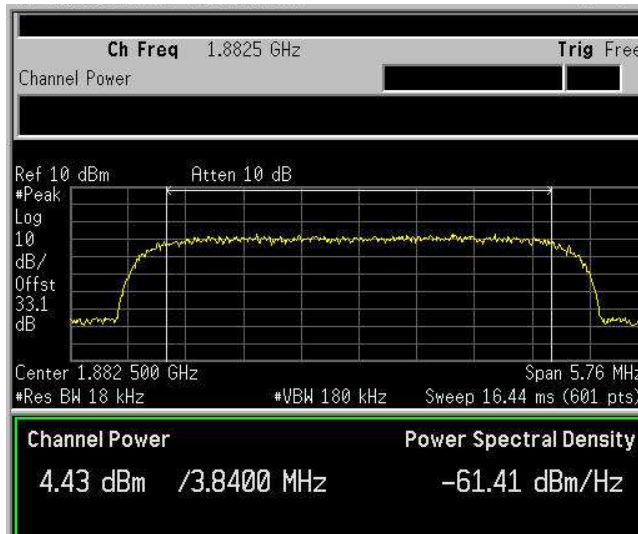 Ch Freq 1.8825 GHz Trig Free
Channel Power
Ref 10 dBm Atten 10 dB
#Peak
Log
10
dB/
Offst
33.1
dB
Center 1.882 500 GHz Span 5.76 MHz
#Res BW 18 kHz #VBW 180 kHz Sweep 16.44 ms (601 pts)
Channel Power Power Spectral Density
4.43 dBm /3.8400 MHz -61.41 dBm/Hz